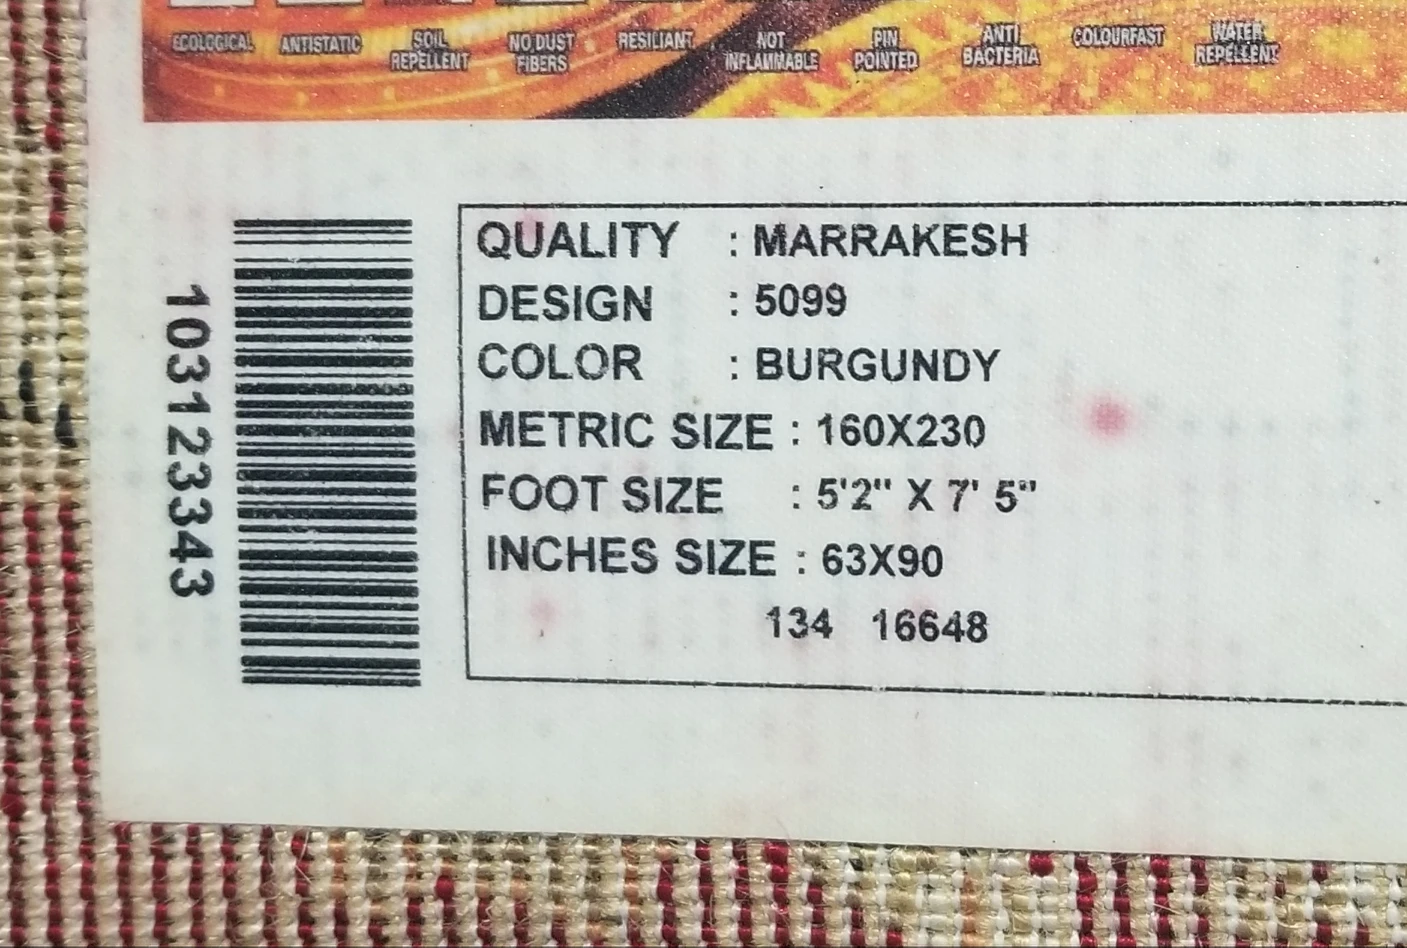 ECOLOGICAL ANTISTATIC SOIL REPELLENT NO DUST FIBERS RESILIANT NOT INFLAMMABLE PIN POINTED ANTI BACTERIA COLOURFAST WATER REPELLENT
103123343
QUALITY : MARRAKESH
DESIGN : 5099
COLOR : BURGUNDY
METRIC SIZE : 160X230
FOOT SIZE : 5'2" X 7' 5"
INCHES SIZE : 63X90
134 16648